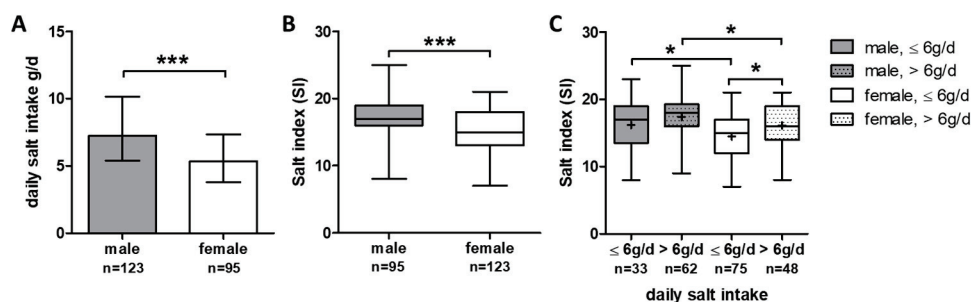 A
daily salt intake g/d
15
10
5
0
***
male
female
n=123
n=95
B
Salt index (SI)
30
20
10
0
***
male
female
n=95
n=123
C
Salt index (SI)
30
20
10
0
*
*
*
≤ 6g/d > 6g/d ≤ 6g/d > 6g/d
n=33 n=62 n=75 n=48
daily salt intake
male, ≤ 6g/d
male, > 6g/d
female, ≤ 6g/d
female, > 6g/d